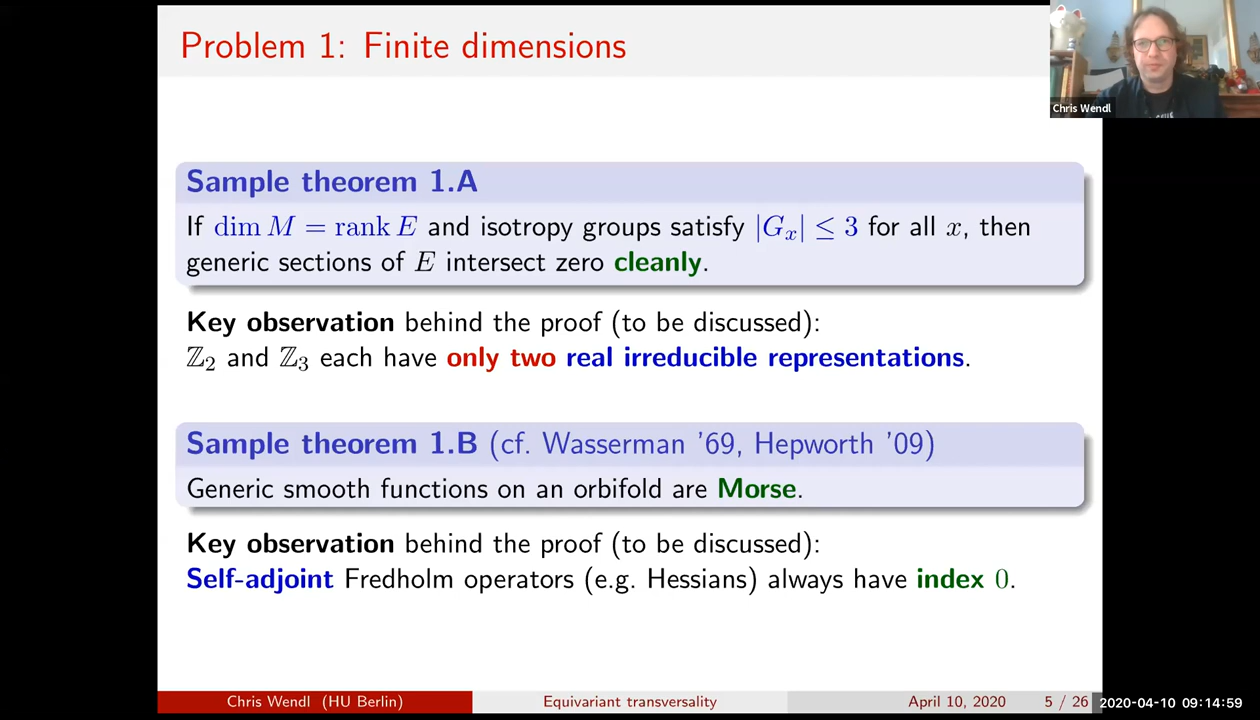 Problem 1: Finite dimensions
Chris Wendl
Sample theorem 1.A
If dim M = rank E and isotropy groups satisfy |Gₓ| ≤ 3 for all x, then
generic sections of E intersect zero cleanly.
Key observation behind the proof (to be discussed):
ℤ₂ and ℤ₃ each have only two real irreducible representations.
Sample theorem 1.B (cf. Wasserman '69, Hepworth '09)
Generic smooth functions on an orbifold are Morse.
Key observation behind the proof (to be discussed):
Self-adjoint Fredholm operators (e.g. Hessians) always have index 0.
Chris Wendl (HU Berlin) Equivariant transversality April 10, 2020 5 / 26 2020-04-10 09:14:59